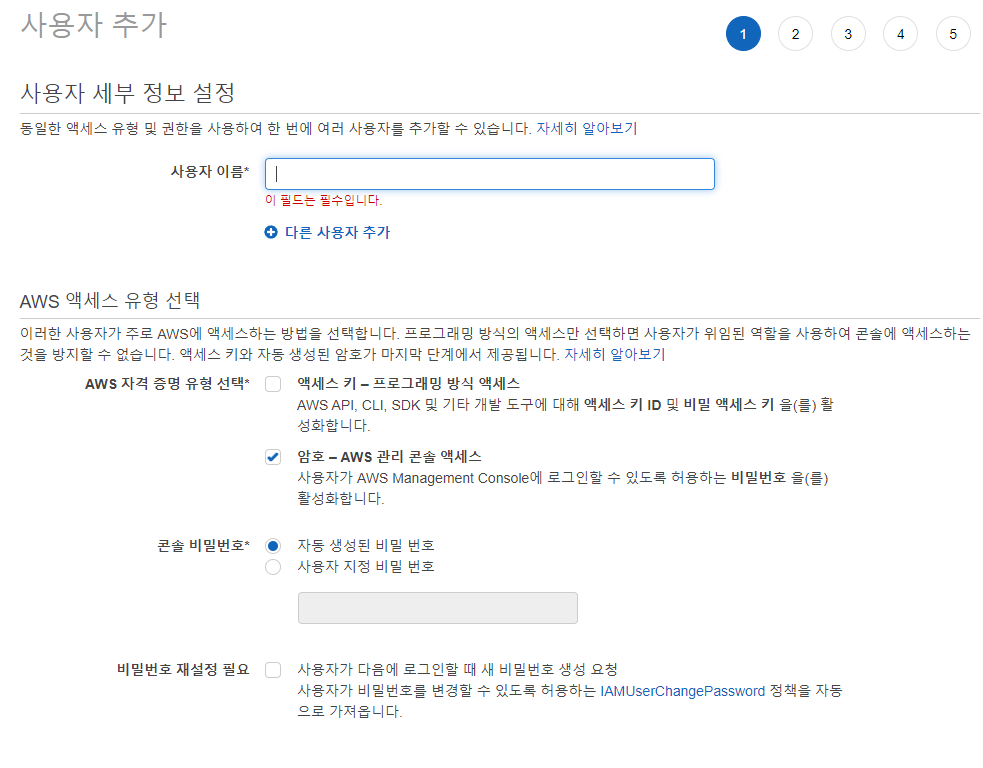 사용자 추가
1 2 3 4 5
사용자 세부 정보 설정
동일한 액세스 유형 및 권한을 사용하여 한 번에 여러 사용자를 추가할 수 있습니다. 자세히 알아보기
사용자 이름*
이 필드는 필수입니다.
다른 사용자 추가
AWS 액세스 유형 선택
이러한 사용자가 주로 AWS에 액세스하는 방법을 선택합니다. 프로그래밍 방식의 액세스만 선택하면 사용자가 위임된 역할을 사용하여 콘솔에 액세스하는
것을 방지할 수 없습니다. 액세스 키와 자동 생성된 암호가 마지막 단계에서 제공됩니다. 자세히 알아보기
AWS 자격 증명 유형 선택* 액세스 키 – 프로그래밍 방식 액세스
AWS API, CLI, SDK 및 기타 개발 도구에 대해 액세스 키 ID 및 비밀 액세스 키 을(를) 활
성화합니다.
암호 – AWS 관리 콘솔 액세스
사용자가 AWS Management Console에 로그인할 수 있도록 허용하는 비밀번호 을(를)
활성화합니다.
콘솔 비밀번호* 자동 생성된 비밀 번호
사용자 지정 비밀 번호
비밀번호 재설정 필요 사용자가 다음에 로그인할 때 새 비밀번호 생성 요청
사용자가 비밀번호를 변경할 수 있도록 허용하는 IAMUserChangePassword 정책을 자동
으로 가져옵니다.